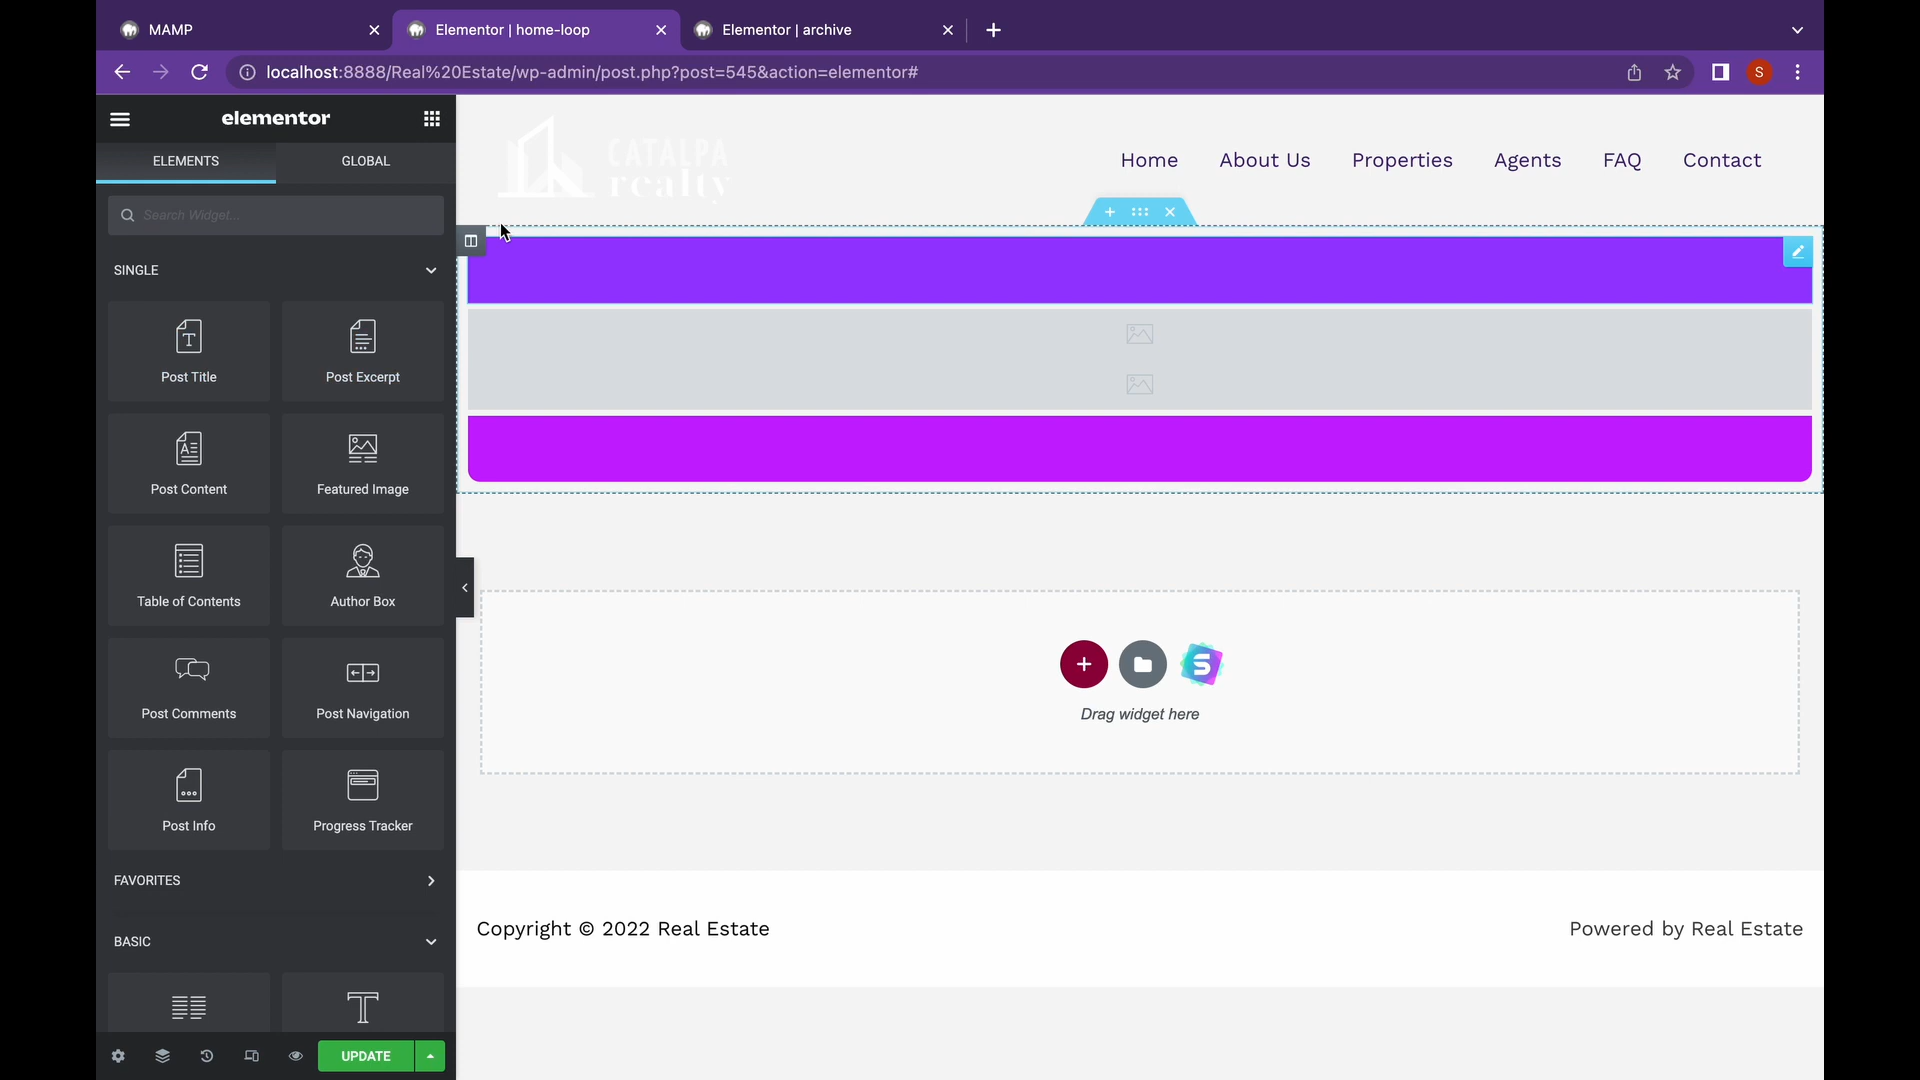 MAMP
Elementor | home-loop
Elementor | archive
localhost:8888/Real%20Estate/wp-admin/post.php?post=545&action=elementor#
S
elementor
ELEMENTS
GLOBAL
Search Widget...
SINGLE
Post Title
Post Excerpt
Post Content
Featured Image
Table of Contents
Author Box
Post Comments
Post Navigation
Post Info
Progress Tracker
FAVORITES
BASIC
UPDATE
CATALPA
realty
Home
About Us
Properties
Agents
FAQ
Contact
Drag widget here
Copyright © 2022 Real Estate
Powered by Real Estate